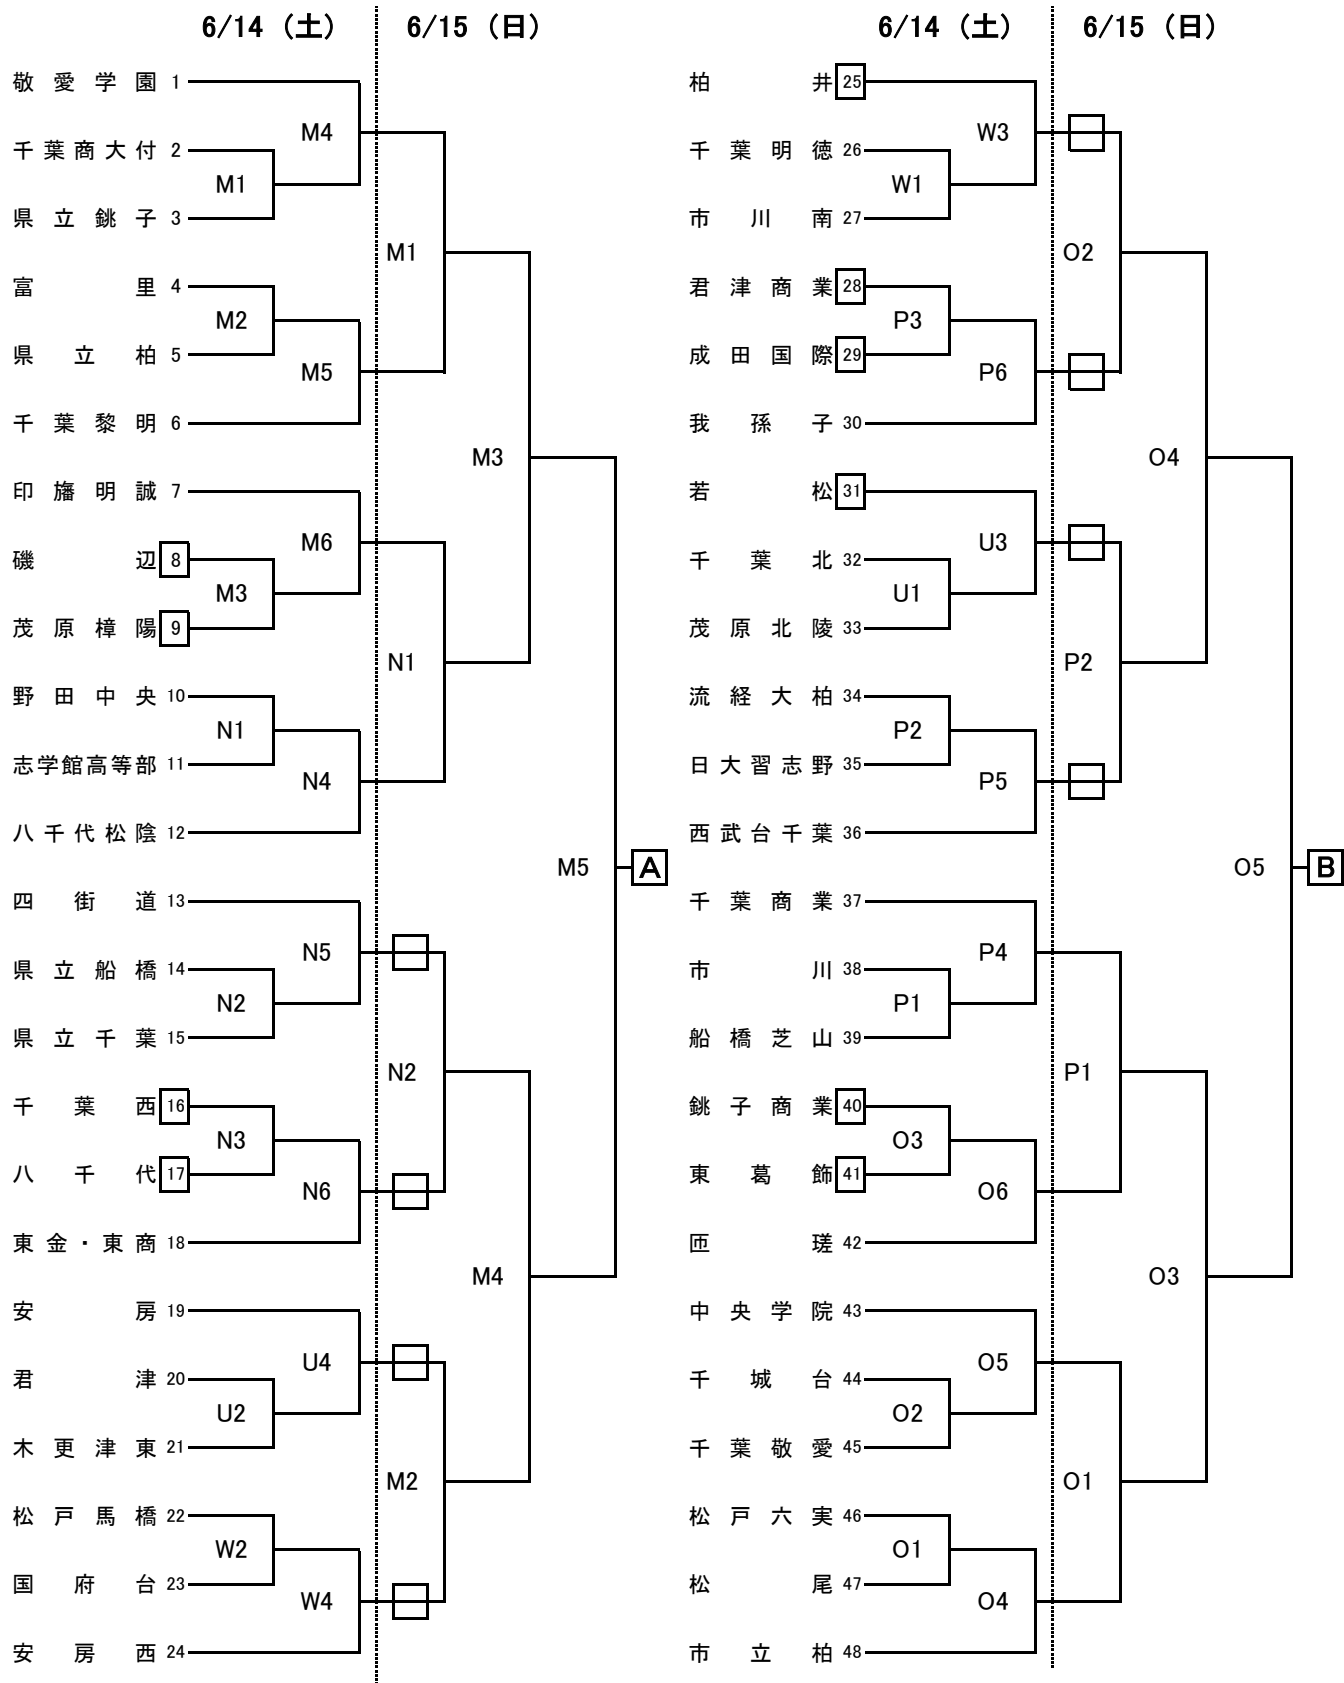 6/14（土） 6/15（日）
敬愛学園 1
M4
千葉商大付 2
M1
県立銚子 3
M1
富里 4
M2
県立柏 5
M5
千葉黎明 6
M3
印旛明誠 7
M6
磯辺 8
M3
茂原樟陽 9
N1
野田中央 10
N1
志学館高等部 11
N4
八千代松陰 12
M5 A
四街道 13
N5
県立船橋 14
N2
県立千葉 15
N2
千葉西 16
N3
八千代 17
N6
東金・東商 18
M4
安房 19
U4
君津 20
U2
木更津東 21
M2
松戸馬橋 22
W2
国府台 23
W4
安房西 24
6/14（土） 6/15（日）
柏井 25
W3
千葉明徳 26
W1
市川南 27
O2
君津商業 28
P3
成田国際 29
P6
我孫子 30
O4
若松 31
U3
千葉北 32
U1
茂原北陵 33
P2
流経大柏 34
P2
日大習志野 35
P5
西武台千葉 36
O5 B
千葉商業 37
P4
市川 38
P1
船橋芝山 39
P1
銚子商業 40
O3
東葛飾 41
O6
匝瑳 42
O3
中央学院 43
O5
千城台 44
O2
千葉敬愛 45
O1
松戸六実 46
O1
松尾 47
O4
市立柏 48